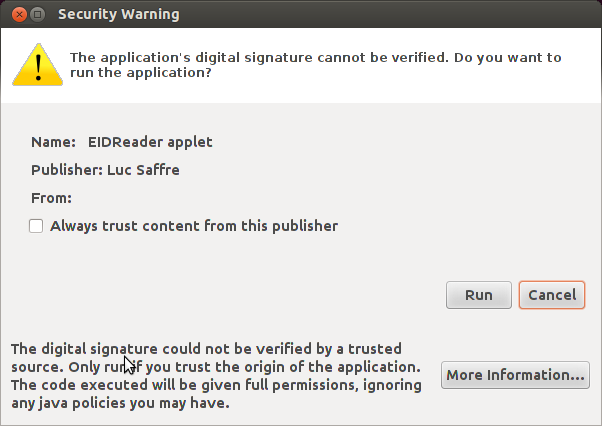 Security Warning
The application's digital signature cannot be verified. Do you want to
run the application?
Name: EIDReader applet
Publisher: Luc Saffre
From:
Always trust content from this publisher
Run Cancel
The digital signature could not be verified by a trusted
source. Only run if you trust the origin of the application.
The code executed will be given full permissions, ignoring
any java policies you may have.
More Information...